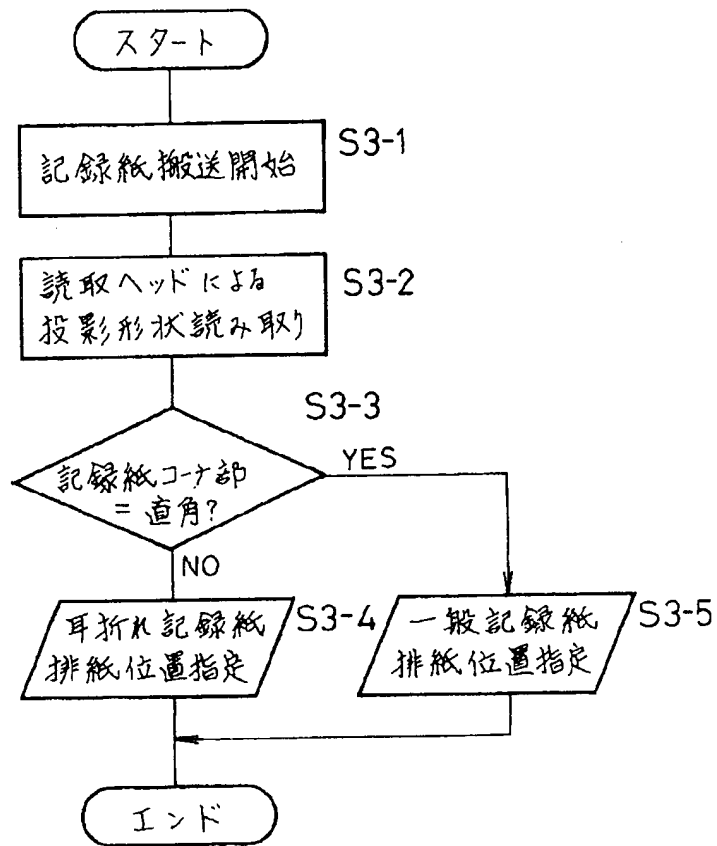 スタート
記録紙搬送開始
S3-1
読取ヘッドによる
投影形状読み取り
S3-2
S3-3
記録紙コーナ部
=直角?
YES
NO
耳折れ記録紙
排紙位置指定
S3-4
一般記録紙
排紙位置指定
S3-5
エンド